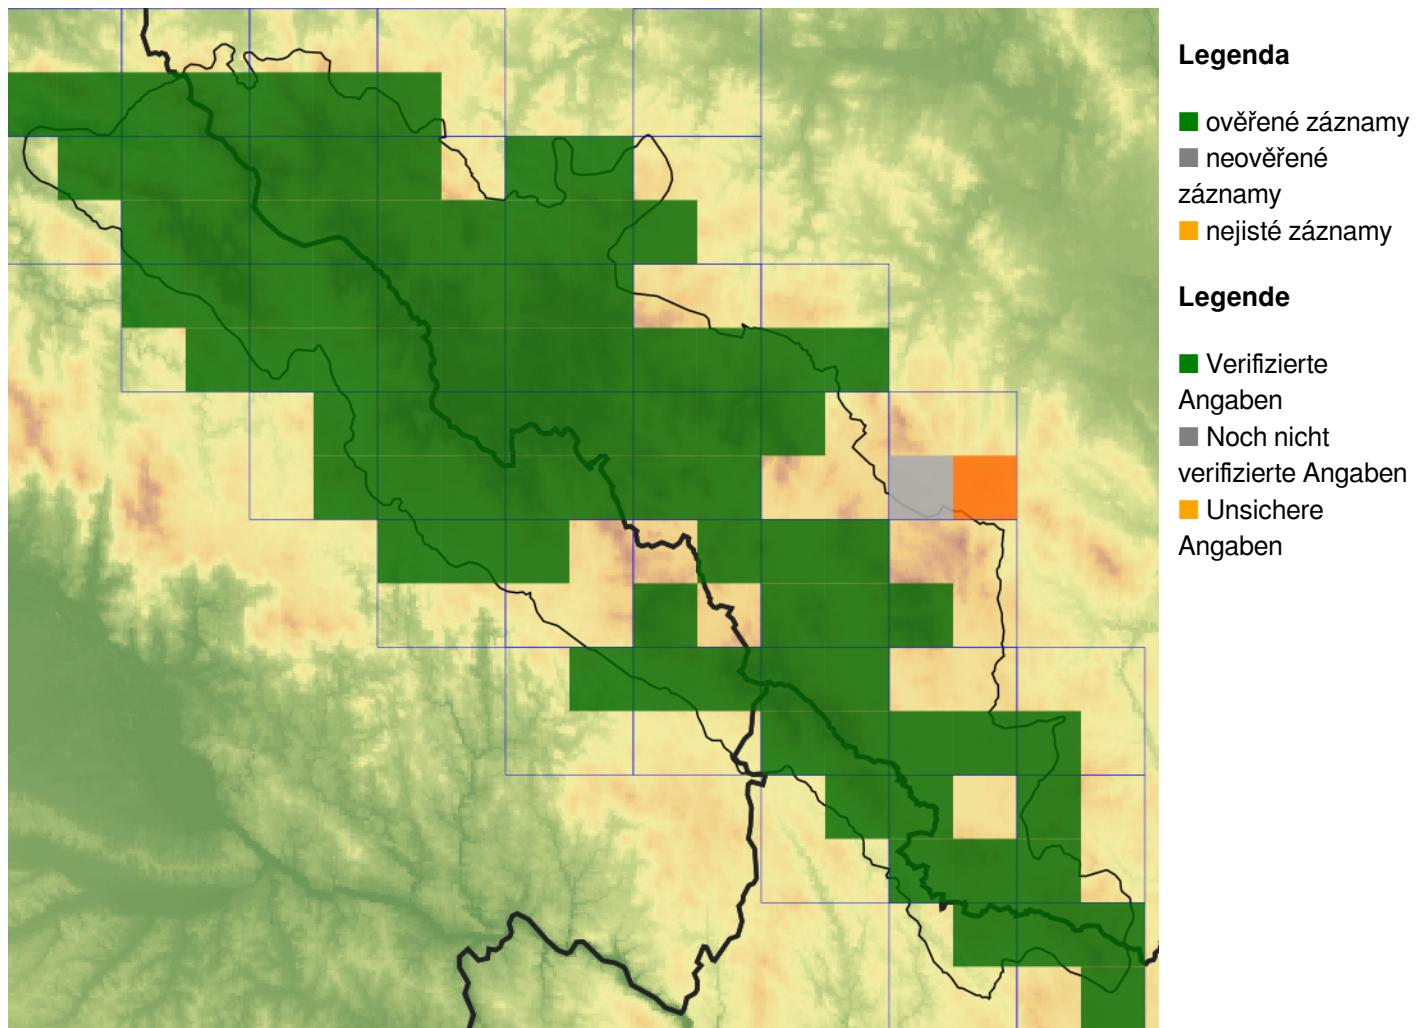 Legenda
ověřené záznamy
neověřené
záznamy
nejisté záznamy
Legende
Verifizierte
Angaben
Noch nicht
verifizierte Angaben
Unsichere
Angaben